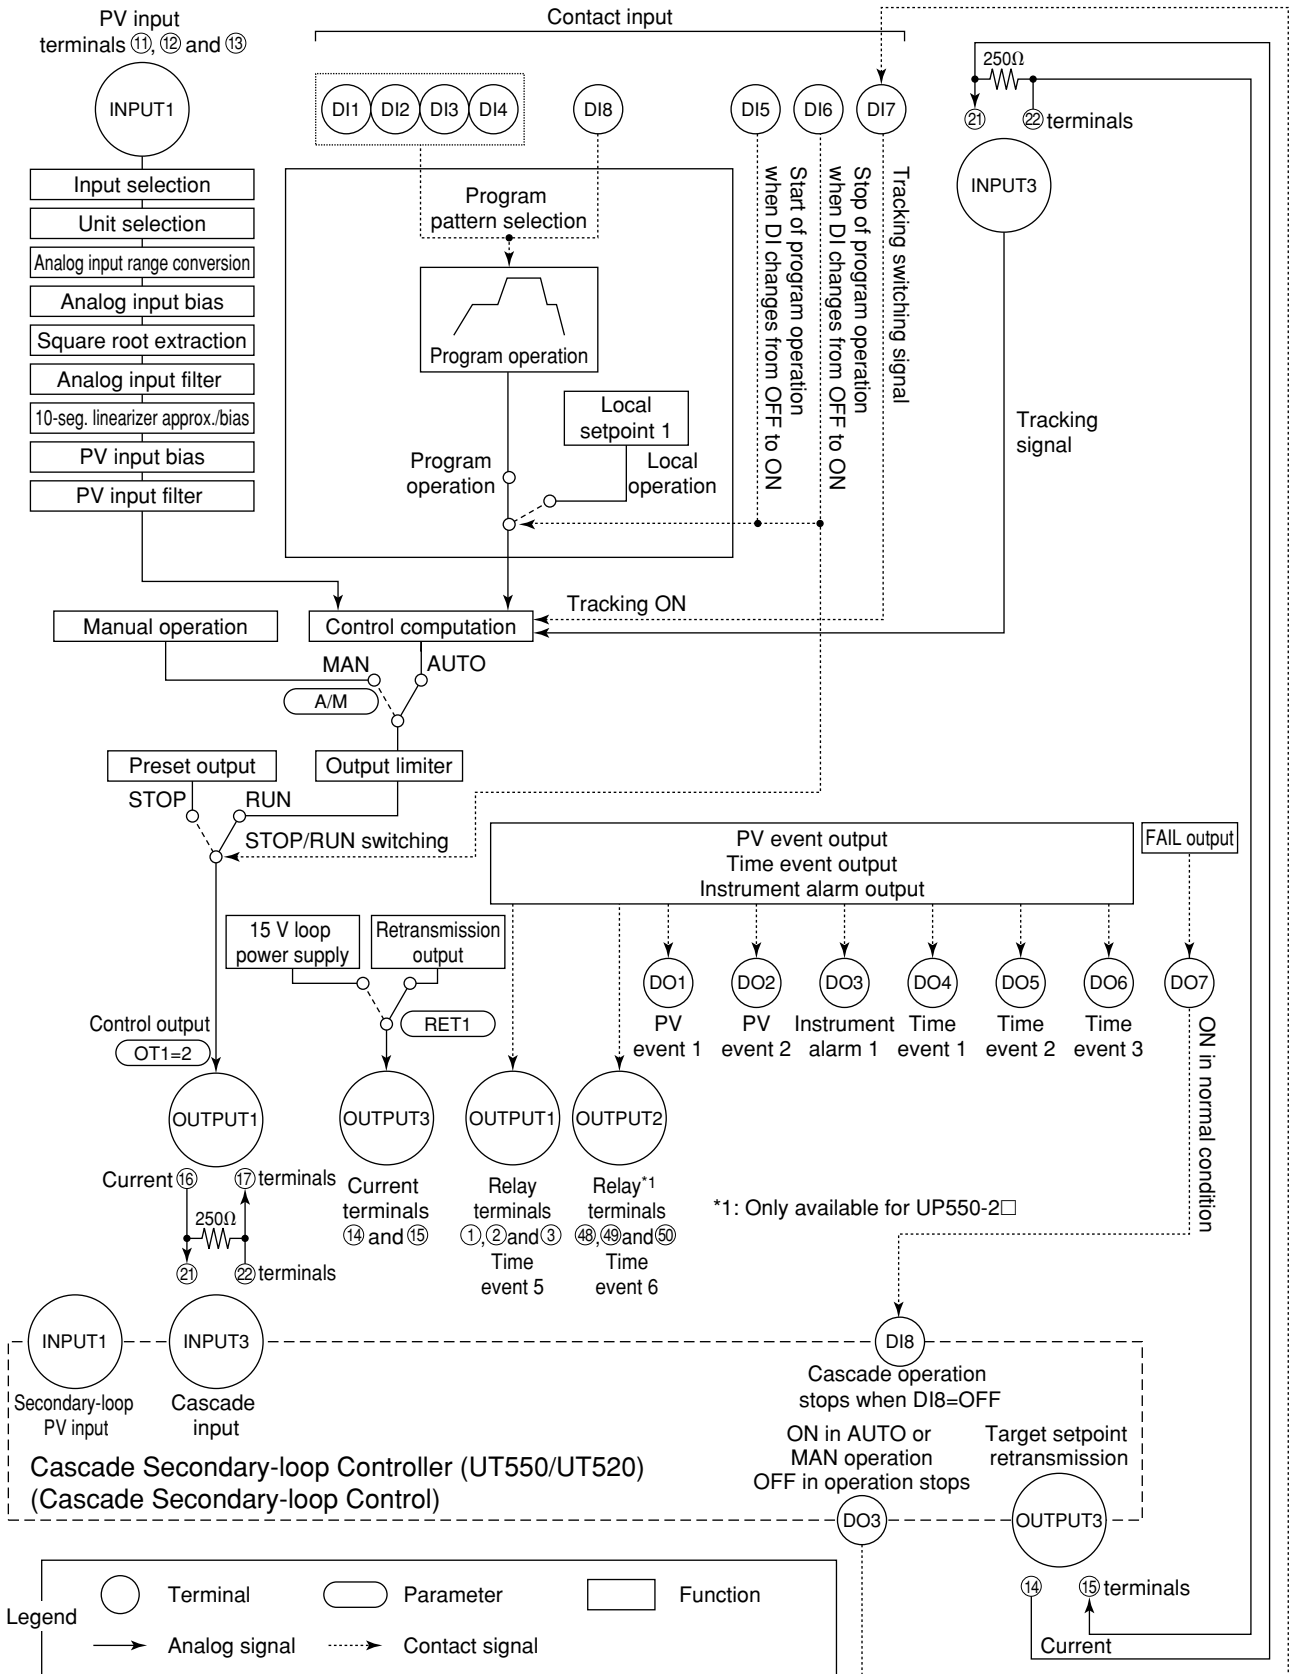 PV input
terminals ⑪, ⑫ and ⑬
Contact input
INPUT1
DI1
DI2
DI3
DI4
DI8
DI5
DI6
DI7
250Ω
㉑
㉒ terminals
INPUT3
Input selection
Unit selection
Analog input range conversion
Analog input bias
Square root extraction
Analog input filter
10-seg. linearizer approx./bias
PV input bias
PV input filter
Program
pattern selection
Program operation
Local
setpoint 1
Program
operation
Local
operation
Start of program operation
when DI changes from OFF to ON
Stop of program operation
when DI changes from OFF to ON
Tracking switching signal
Tracking
signal
Tracking ON
Manual operation
Control computation
MAN
AUTO
A/M
Preset output
Output limiter
STOP
RUN
STOP/RUN switching
PV event output
Time event output
Instrument alarm output
FAIL output
15 V loop
power supply
Retransmission
output
RET1
DO1
DO2
DO3
DO4
DO5
DO6
DO7
PV
event 1
PV
event 2
Instrument
alarm 1
Time
event 1
Time
event 2
Time
event 3
ON in normal condition
Control output
OT1=2
OUTPUT1
OUTPUT3
OUTPUT1
OUTPUT2
Current ⑯
⑰ terminals
250Ω
㉑
㉒ terminals
Current
terminals
⑭ and ⑮
Relay
terminals
①, ② and ③
Time
event 5
Relay*1
terminals
㊽, ㊾ and ㊿
Time
event 6
*1: Only available for UP550-2□
INPUT1
INPUT3
DI8
Secondary-loop
PV input
Cascade
input
Cascade operation
stops when DI8=OFF
ON in AUTO or
MAN operation
OFF in operation stops
Target setpoint
retransmission
Cascade Secondary-loop Controller (UT550/UT520)
(Cascade Secondary-loop Control)
DO3
OUTPUT3
⑭
⑮ terminals
Current
Legend
Terminal
Parameter
Function
Analog signal
Contact signal